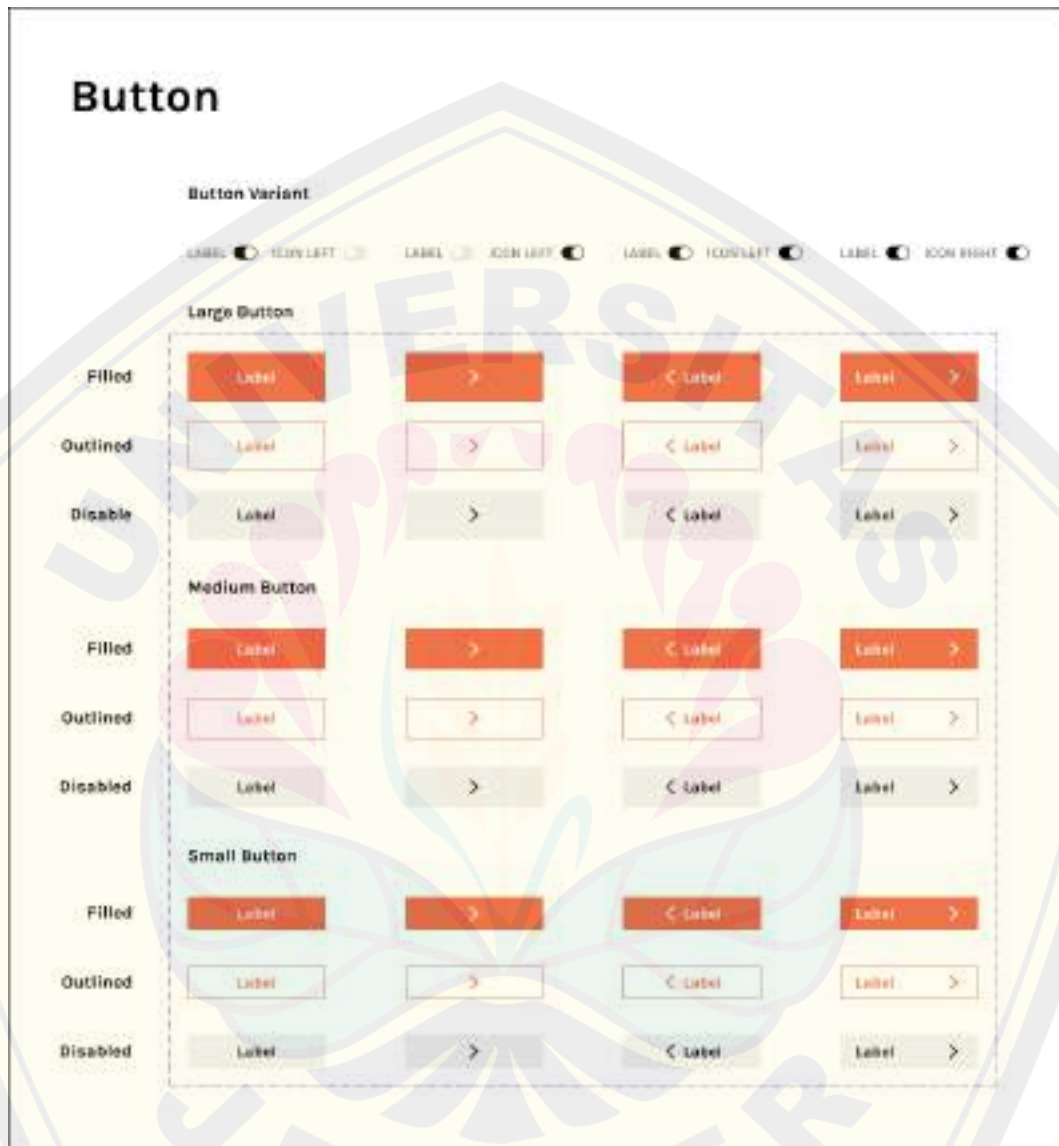 Button
Button Variant
LABEL ICON LEFT LABEL ICON LEFT LABEL ICON LEFT LABEL ICON RIGHT
Large Button
Filled Label > < Label Label >
Outlined Label > < Label Label >
Disable Label > < Label Label >
Medium Button
Filled Label > < Label Label >
Outlined Label > < Label Label >
Disabled Label > < Label Label >
Small Button
Filled Label > < Label Label >
Outlined Label > < Label Label >
Disabled Label > < Label Label >
UNIVERSITAS